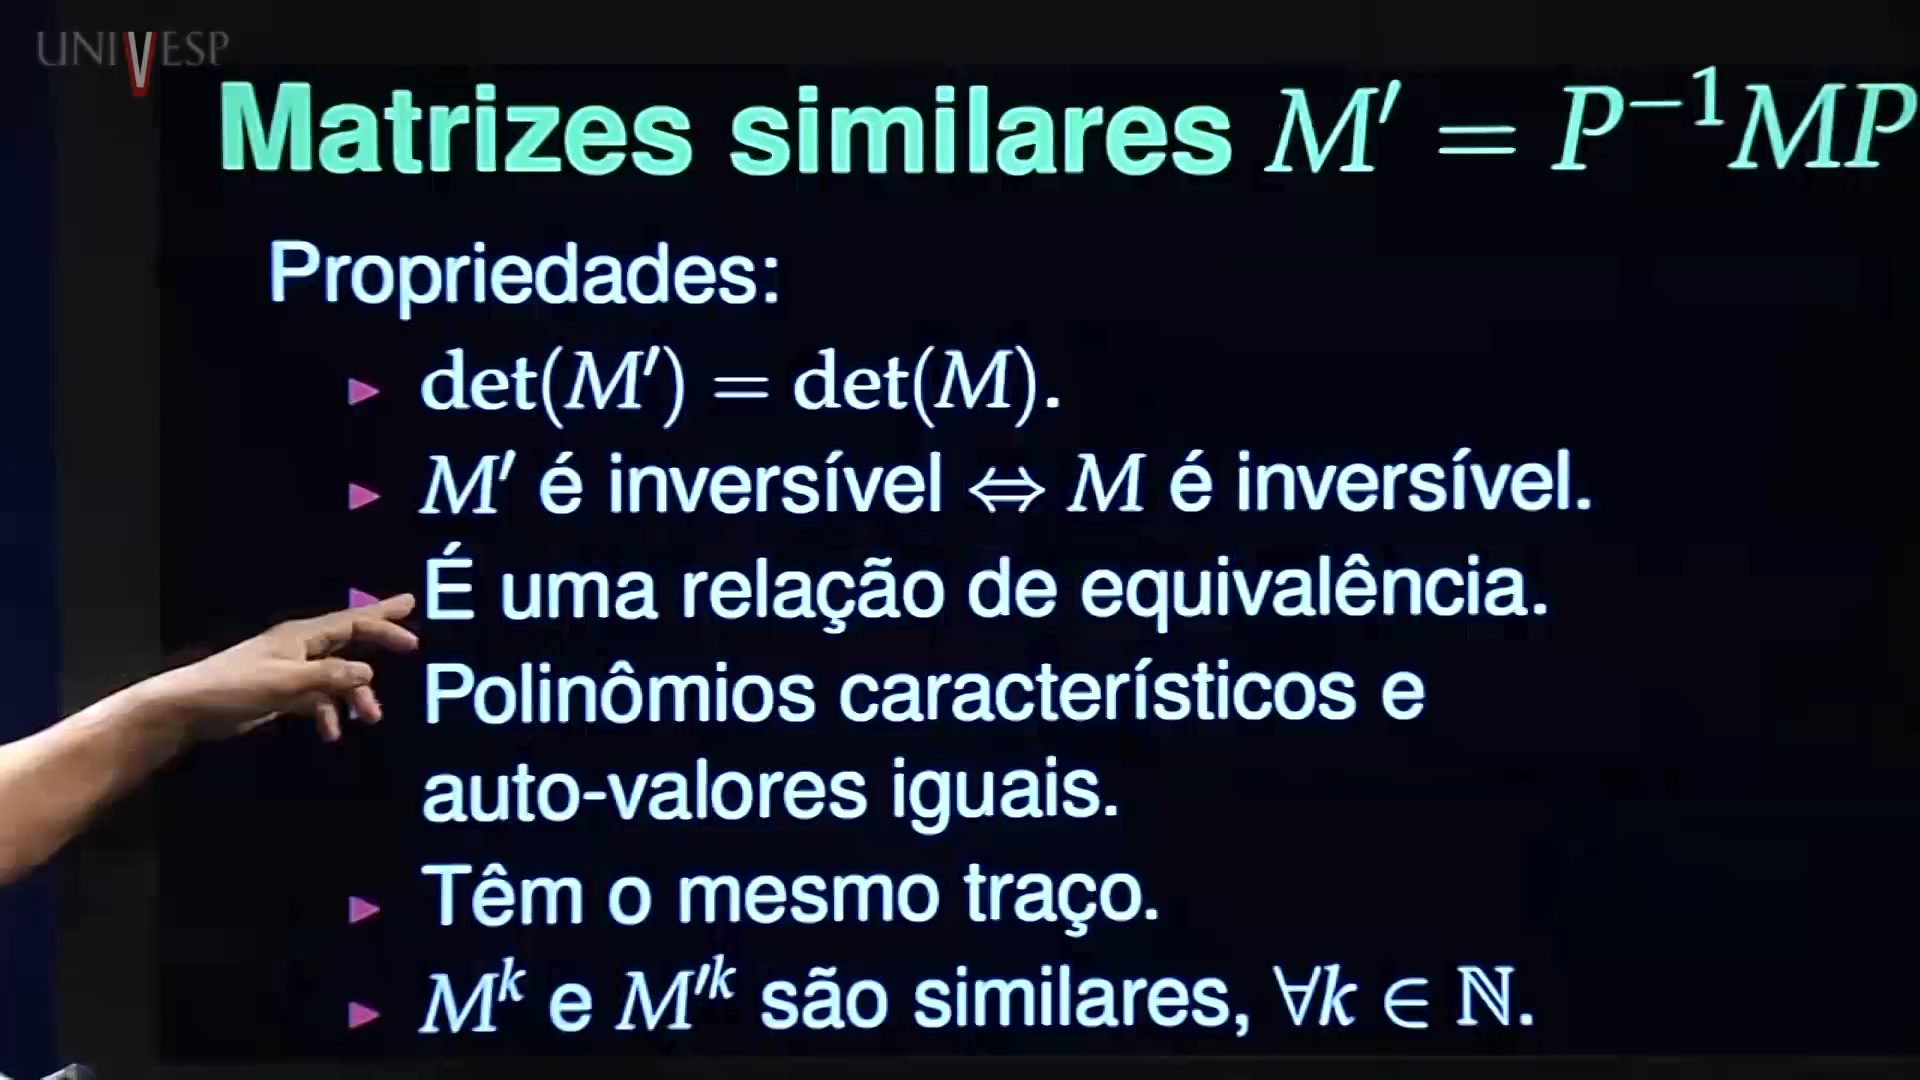 UNIVESP
Matrizes similares M′ = P⁻¹MP
Propriedades:
▸ det(M′) = det(M).
▸ M′ é inversível ⇔ M é inversível.
▸ É uma relação de equivalência.
Polinômios característicos e
auto-valores iguais.
▸ Têm o mesmo traço.
▸ Mᵏ e M′ᵏ são similares, ∀k ∈ ℕ.